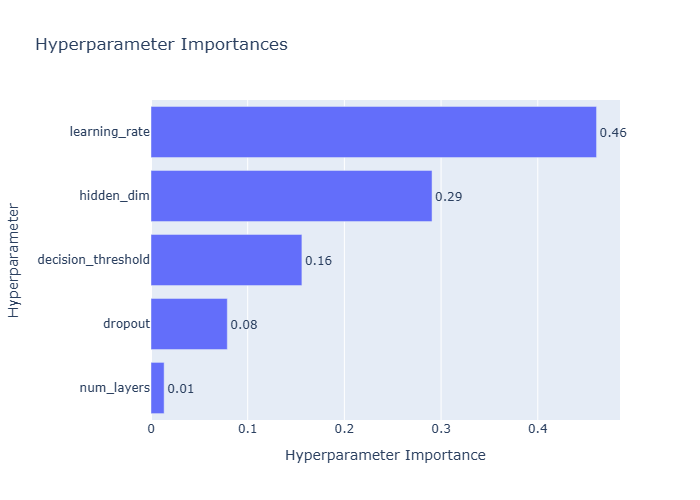 Hyperparameter Importances
learning_rate
0.46
hidden_dim
0.29
decision_threshold
0.16
dropout
0.08
num_layers
0.01
0
0.1
0.2
0.3
0.4
Hyperparameter Importance
Hyperparameter